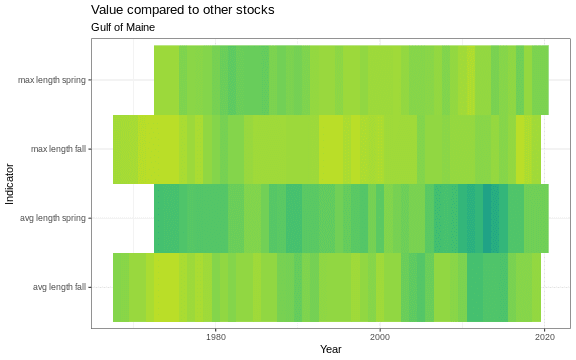 Value compared to other stocks
Gulf of Maine
max length spring
max length fall
avg length spring
avg length fall
Indicator
1980
2000
2020
Year